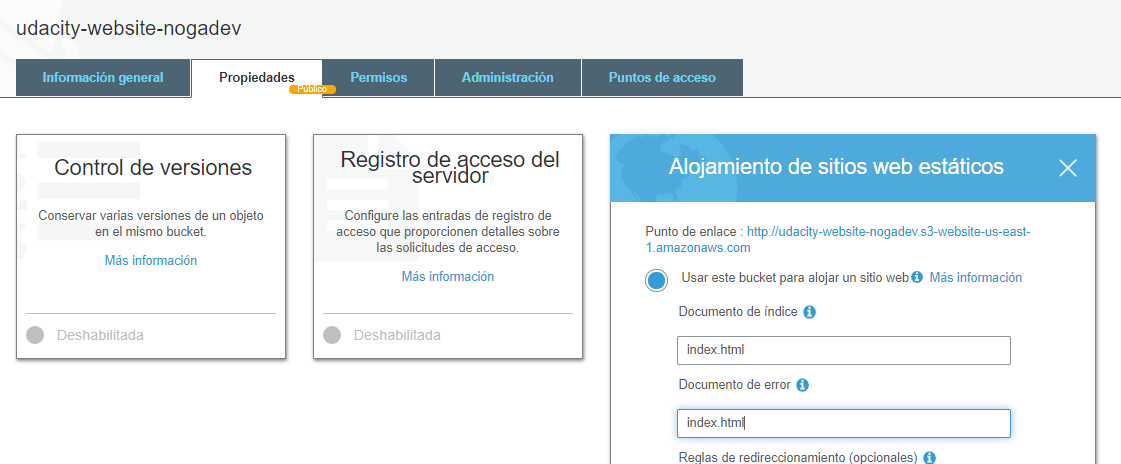 udacity-website-nogadev
Información general
Propiedades
Permisos
Administración
Puntos de acceso
Público
Control de versiones
Conservar varias versiones de un objeto
en el mismo bucket.
Más información
Deshabilitada
Registro de acceso del
servidor
Configure las entradas de registro de
acceso que proporcionen detalles sobre
las solicitudes de acceso.
Más información
Deshabilitada
Alojamiento de sitios web estáticos
Punto de enlace : http://udacity-website-nogadev.s3-website-us-east-
1.amazonaws.com
Usar este bucket para alojar un sitio web Más información
Documento de índice
index.html
Documento de error
index.html
Reglas de redireccionamiento (opcionales)